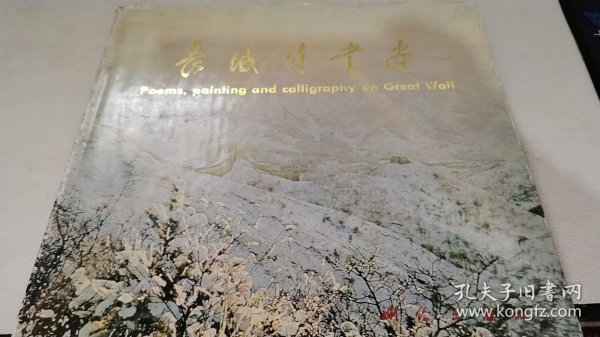 长城诗书画
Poems, painting and calligraphy on Great Wall
孔夫子旧书网
www.kongfz.com